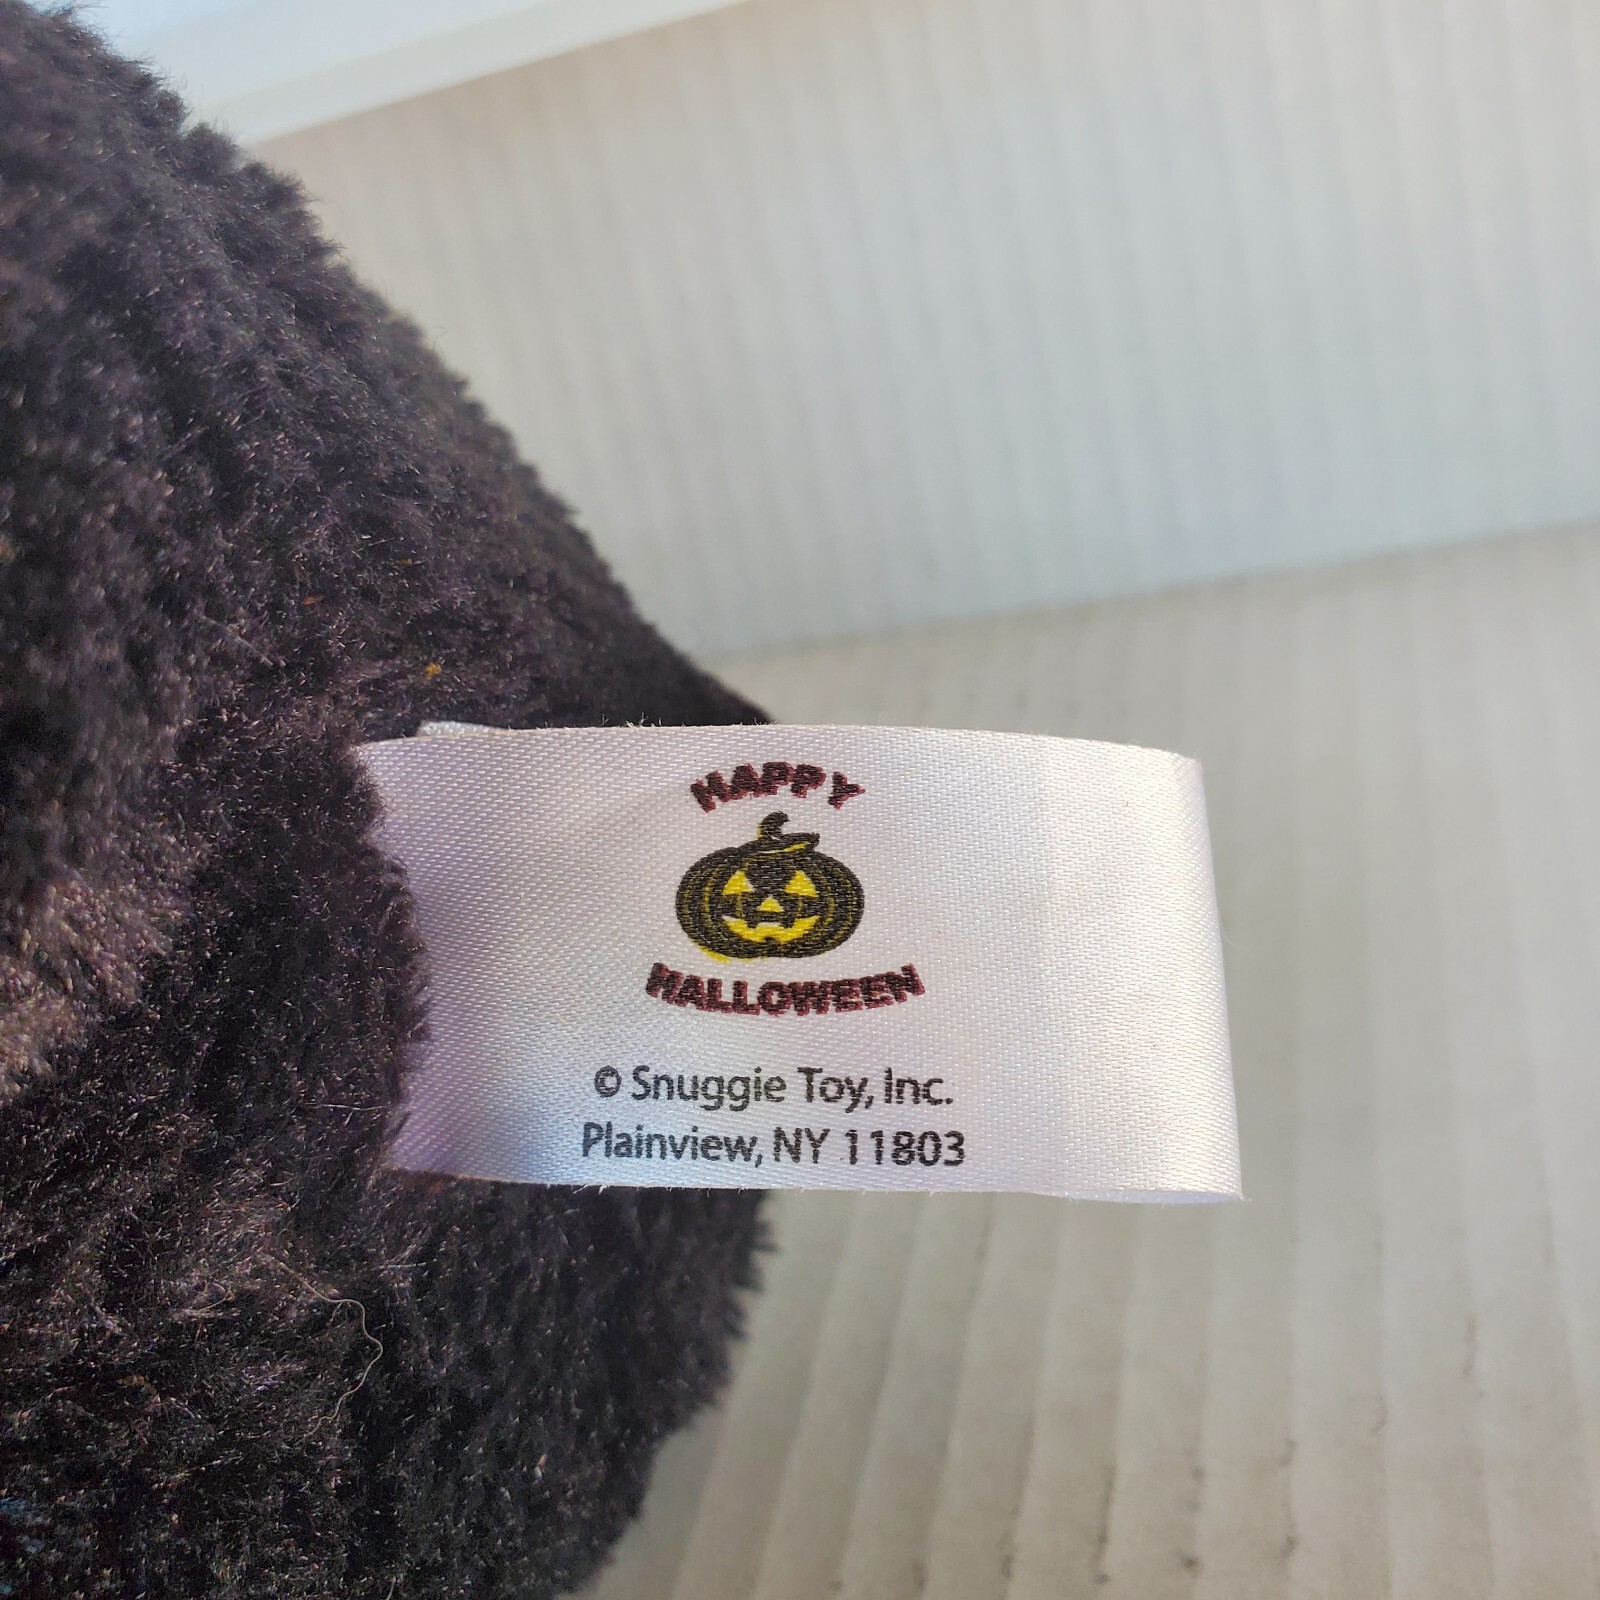 HAPPY
HALLOWEEN
© Snuggie Toy, Inc.
Plainview, NY 11803